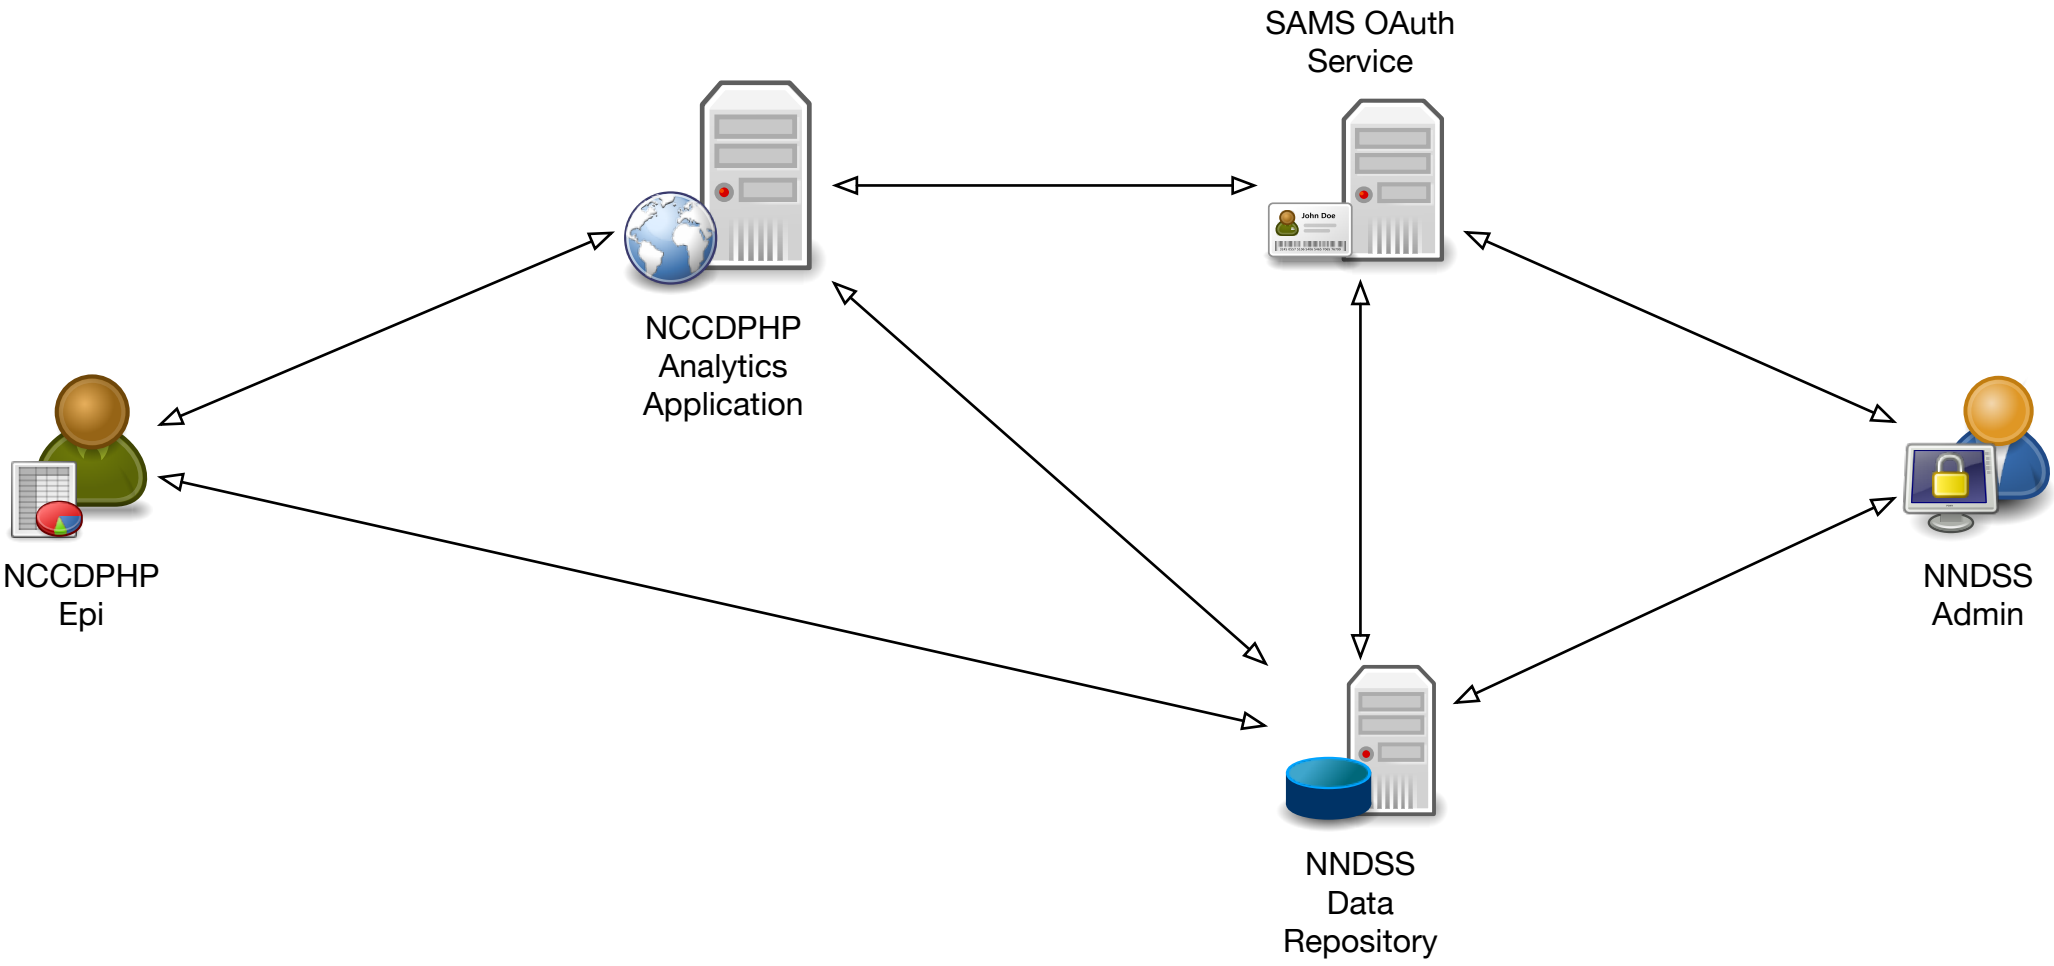 SAMS OAuth
Service
John Doe
NCCDPHP
Analytics
Application
NCCDPHP
Epi
NNDSS
Admin
NNDSS
Data
Repository